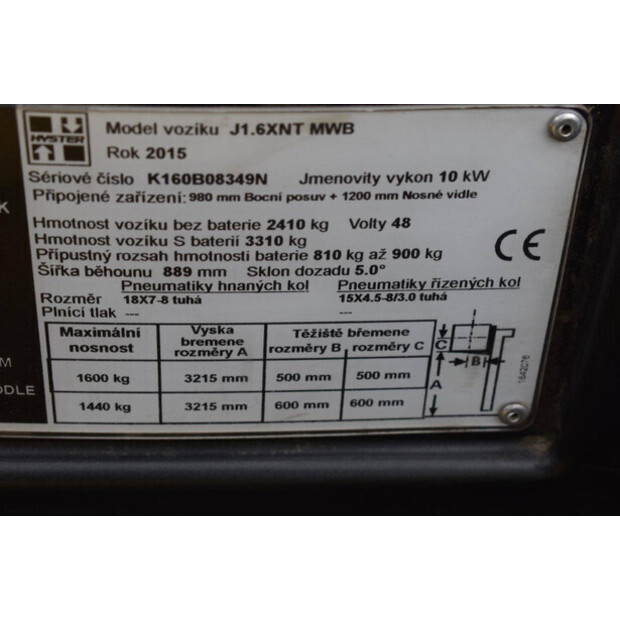 HYSTER
Model vozíku J1.6XNT MWB
Rok 2015
Sériové číslo K160B08349N Jmenovity vykon 10 kW
Připojené zařízení: 980 mm Bocní posuv + 1200 mm Nosné vidle
Hmotnost vozíku bez baterie 2410 kg Volty 48
Hmotnost vozíku S baterií 3310 kg
Přípustný rozsah hmotnosti baterie 810 kg až 900 kg
Šířka běhounu 889 mm Sklon dozadu 5.0°
Pneumatiky hnaných kol Pneumatiky řízených kol
Rozměr 18X7-8 tuhá 15X4.5-8/3.0 tuhá
Plnící tlak --- ---
Maximální nosnost Vyska bremene rozměry A Těžiště břemene rozměry B rozměry C
1600 kg 3215 mm 500 mm 500 mm
1440 kg 3215 mm 600 mm 600 mm
C B A
1642076
CE
K
M
ODLE